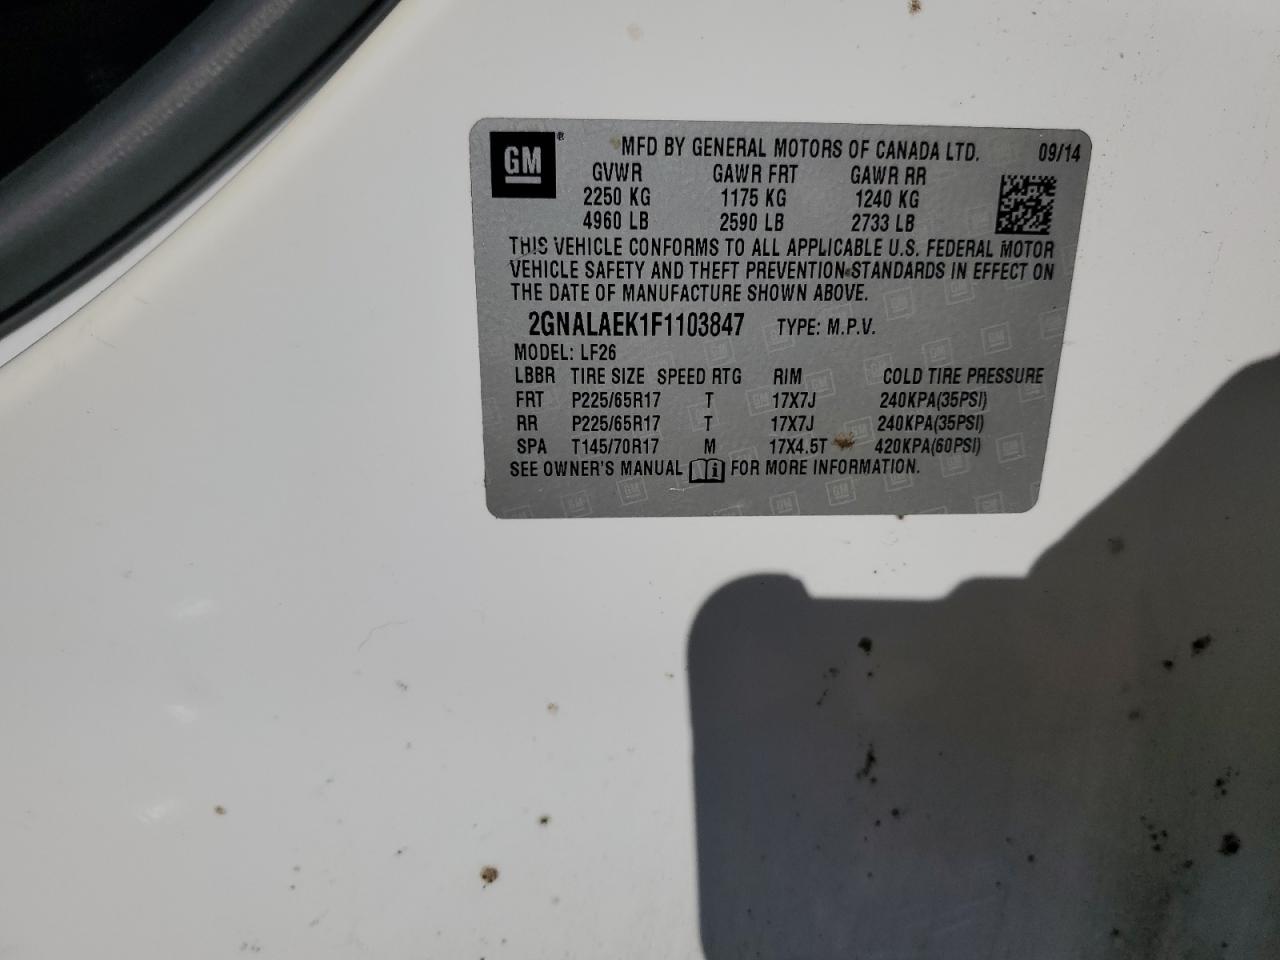 GM ® MFD BY GENERAL MOTORS OF CANADA LTD. 09/14
GVWR GAWR FRT GAWR RR
2250 KG 1175 KG 1240 KG
4960 LB 2590 LB 2733 LB
THIS VEHICLE CONFORMS TO ALL APPLICABLE U.S. FEDERAL MOTOR
VEHICLE SAFETY AND THEFT PREVENTION STANDARDS IN EFFECT ON
THE DATE OF MANUFACTURE SHOWN ABOVE.
2GNALAEK1F1103847 TYPE: M.P.V.
MODEL: LF26
LBBR TIRE SIZE SPEED RTG RIM COLD TIRE PRESSURE
FRT P225/65R17 T 17X7J 240KPA(35PSI)
RR P225/65R17 T 17X7J 240KPA(35PSI)
SPA T145/70R17 M 17X4.5T 420KPA(60PSI)
SEE OWNER'S MANUAL FOR MORE INFORMATION.